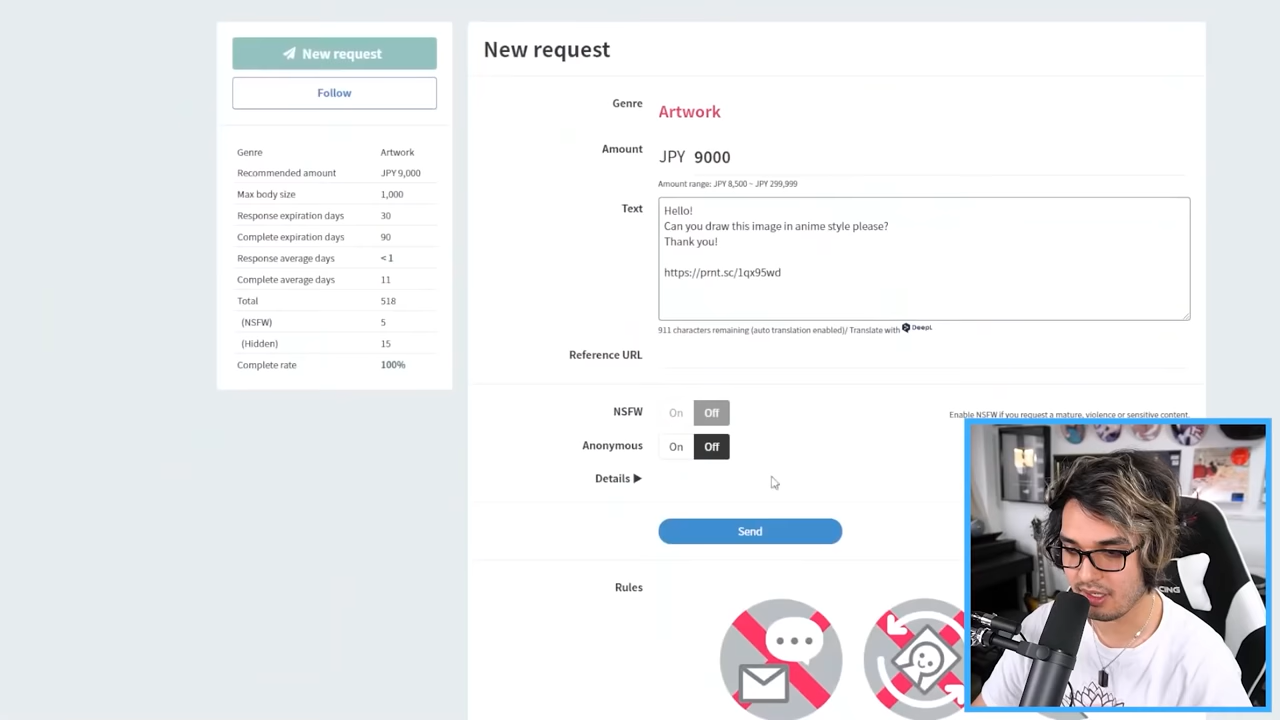 New request
Follow
Genre Artwork
Recommended amount JPY 9,000
Max body size 1,000
Response expiration days 30
Complete expiration days 90
Response average days < 1
Complete average days 11
Total 518
(NSFW) 5
(Hidden) 15
Complete rate 100%
New request
Genre Artwork
Amount JPY 9000
Amount range: JPY 8,500 ~ JPY 299,999
Text
Hello!
Can you draw this image in anime style please?
Thank you!
https://prnt.sc/1qx95wd
911 characters remaining (auto translation enabled)/ Translate with DeepL
Reference URL
NSFW On Off
Enable NSFW if you request a mature, violence or sensitive content.
Anonymous On Off
Details ▶
Send
Rules